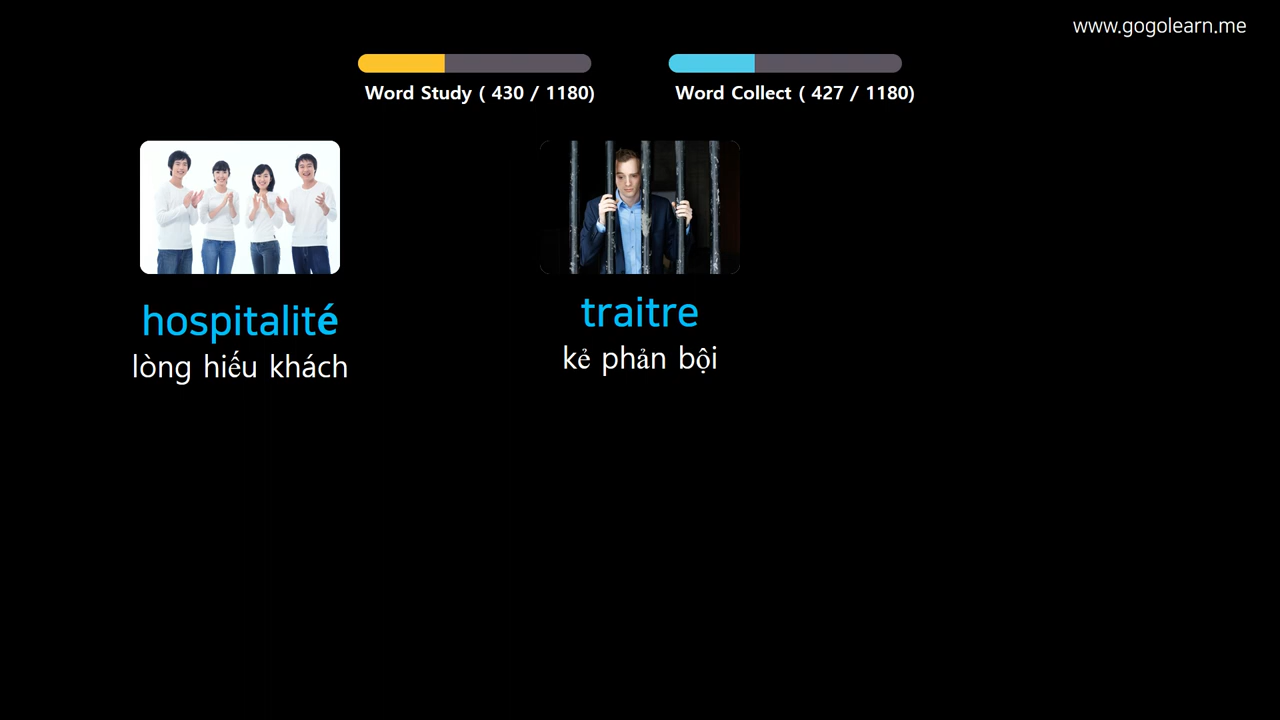 www.gogolearn.me
Word Study ( 430 / 1180)
Word Collect ( 427 / 1180)
hospitalité
lòng hiếu khách
traitre
kẻ phản bội